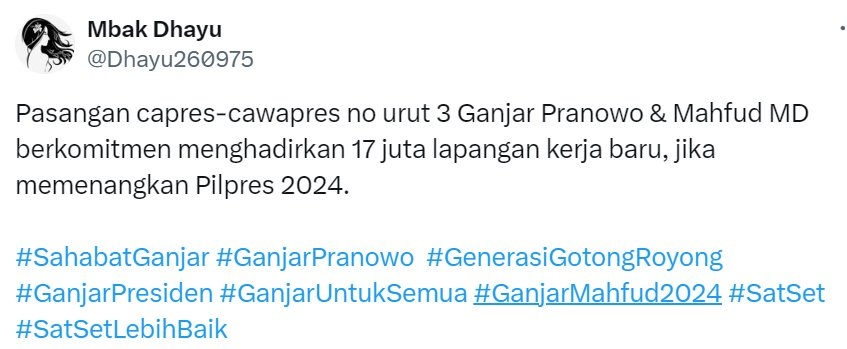 Mbak Dhayu
@Dhayu260975
Pasangan capres-cawapres no urut 3 Ganjar Pranowo & Mahfud MD
berkomitmen menghadirkan 17 juta lapangan kerja baru, jika
memenangkan Pilpres 2024.
#SahabatGanjar #GanjarPranowo #GenerasiGotongRoyong
#GanjarPresiden #GanjarUntukSemua #GanjarMahfud2024 #SatSet
#SatSetLebihBaik